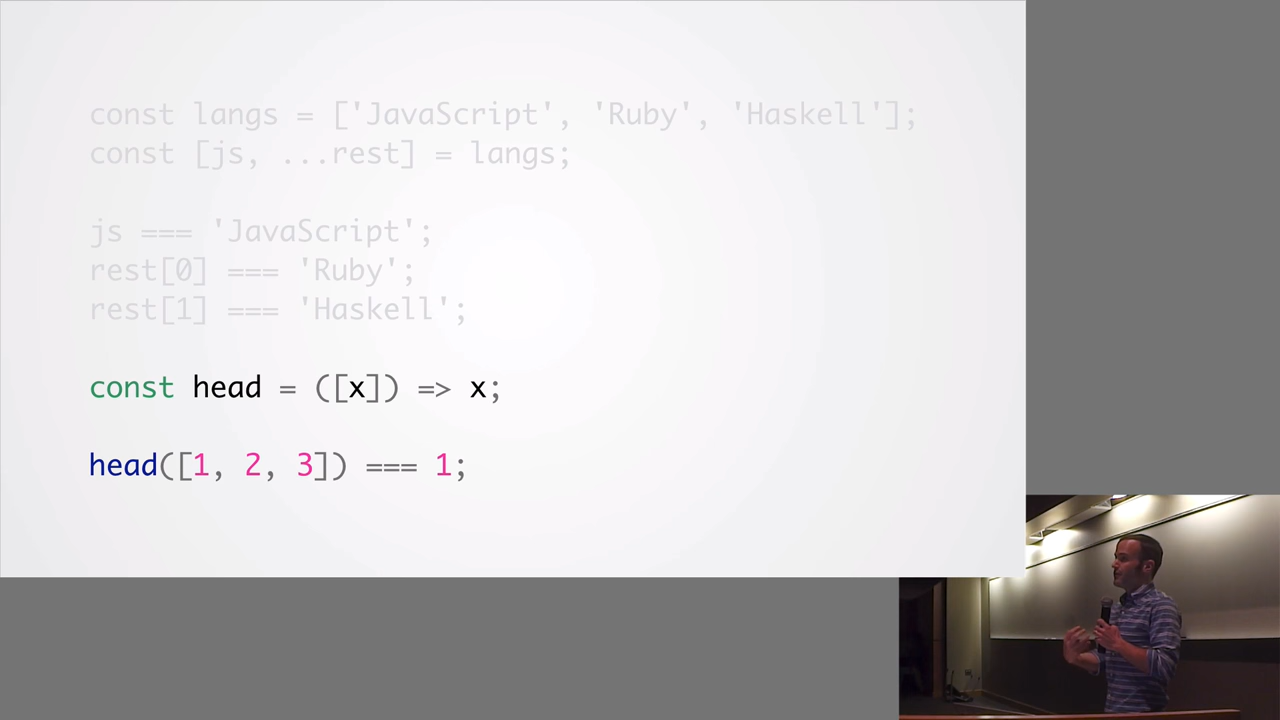 const langs = ['JavaScript', 'Ruby', 'Haskell'];
const [js, ...rest] = langs;
js === 'JavaScript';
rest[0] === 'Ruby';
rest[1] === 'Haskell';
const head = ([x]) => x;
head([1, 2, 3]) === 1;